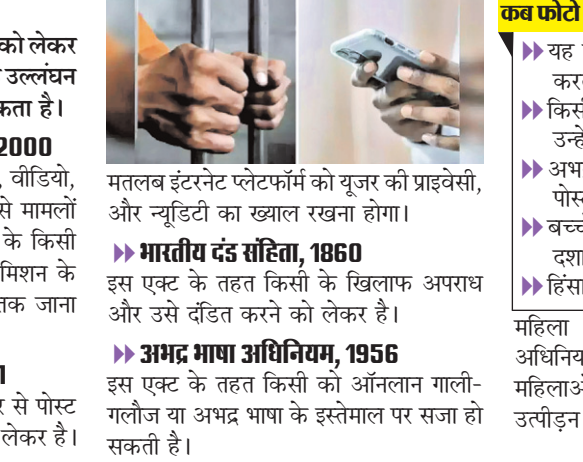 को लेकर
उल्लंघन
कता है।
2000
, वीडियो,
से मामलों
के किसी
मिशन के
तक जाना
र से पोस्ट
लेकर है।
मतलब इंटरनेट प्लेटफॉर्म को यूजर की प्राइवेसी,
और न्यूडिटी का ख्याल रखना होगा।
भारतीय दंड संहिता, 1860
इस एक्ट के तहत किसी के खिलाफ अपराध
और उसे दंडित करने को लेकर है।
अभद्र भाषा अधिनियम, 1956
इस एक्ट के तहत किसी को ऑनलान गाली-
गलौज या अभद्र भाषा के इस्तेमाल पर सजा हो
सकती है।
कब फोटो
यह
कर
किस
उन्हे
अभ
पोस्
बच्च
दशा
हिंसा
महिला
अधिनिय
महिलाओ
उत्पीड़न